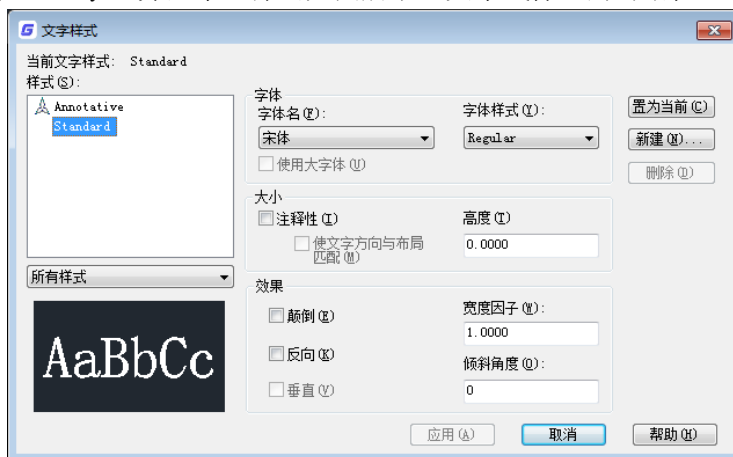 文字样式
当前文字样式: Standard
样式(S):
Annotative
Standard
所有样式
AaBbCc
字体
字体名(F):
宋体
使用大字体(U)
字体样式(Y):
Regular
大小
注释性(I)
使文字方向与布局
匹配(M)
高度(T)
0.0000
效果
颠倒(E)
反向(K)
垂直(V)
宽度因子(W):
1.0000
倾斜角度(O):
0
置为当前(C)
新建(N)...
删除(D)
应用(A)
取消
帮助(H)